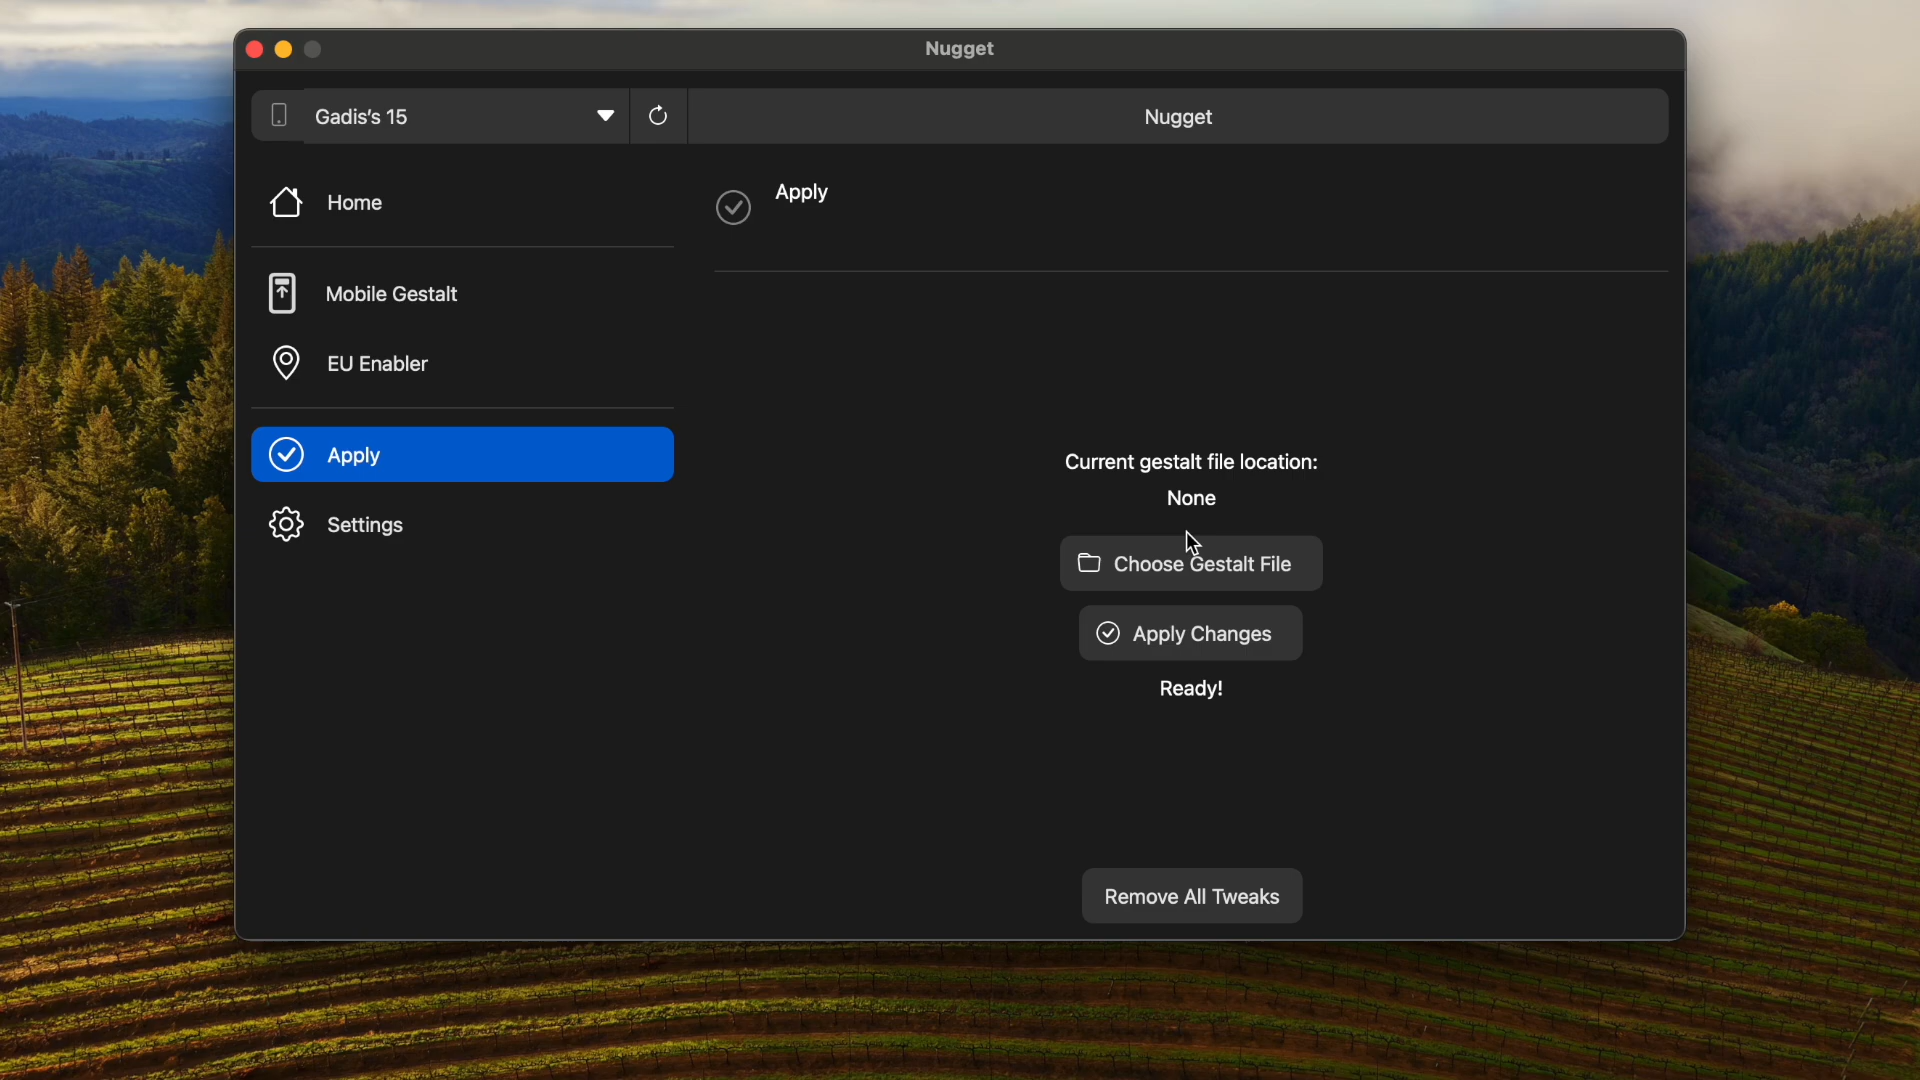 Nugget
Gadis's 15
Nugget
Home
Mobile Gestalt
EU Enabler
Apply
Settings
Apply
Current gestalt file location:
None
Choose Gestalt File
Apply Changes
Ready!
Remove All Tweaks